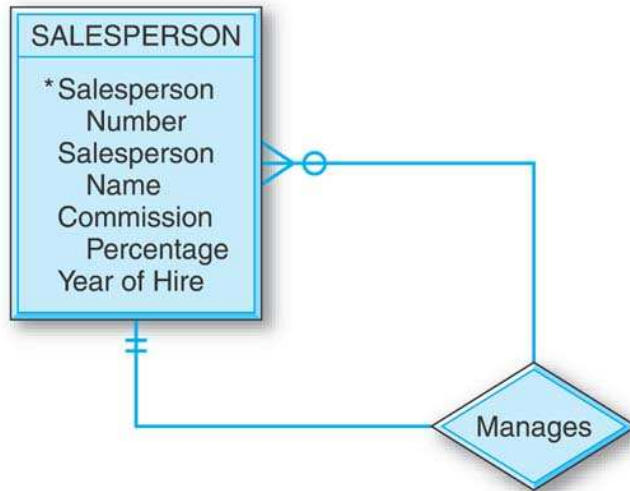 SALESPERSON
* Salesperson
Number
Salesperson
Name
Commission
Percentage
Year of Hire
Manages